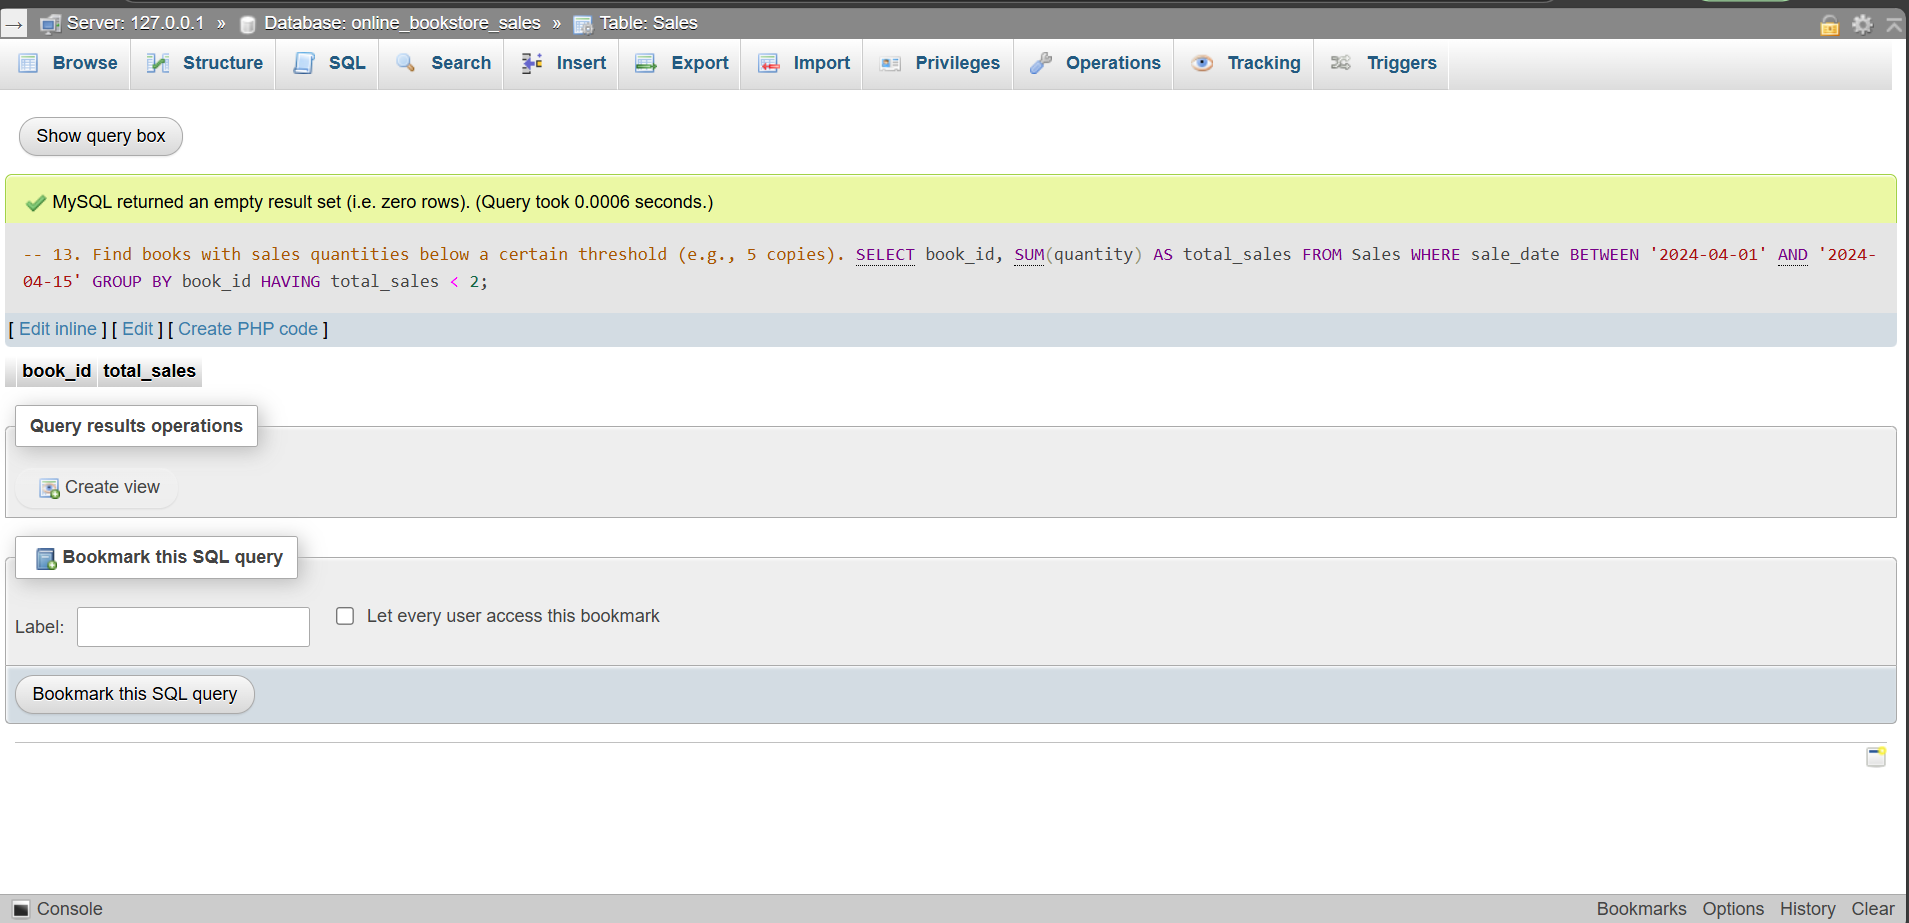 Server: 127.0.0.1 » Database: online_bookstore_sales » Table: Sales
Browse Structure SQL Search Insert Export Import Privileges Operations Tracking Triggers
Show query box
MySQL returned an empty result set (i.e. zero rows). (Query took 0.0006 seconds.)
-- 13. Find books with sales quantities below a certain threshold (e.g., 5 copies). SELECT book_id, SUM(quantity) AS total_sales FROM Sales WHERE sale_date BETWEEN '2024-04-01' AND '2024-
04-15' GROUP BY book_id HAVING total_sales < 2;
[ Edit inline ] [ Edit ] [ Create PHP code ]
book_id total_sales
Query results operations
Create view
Bookmark this SQL query
Label: Let every user access this bookmark
Bookmark this SQL query
Console Bookmarks Options History Clear